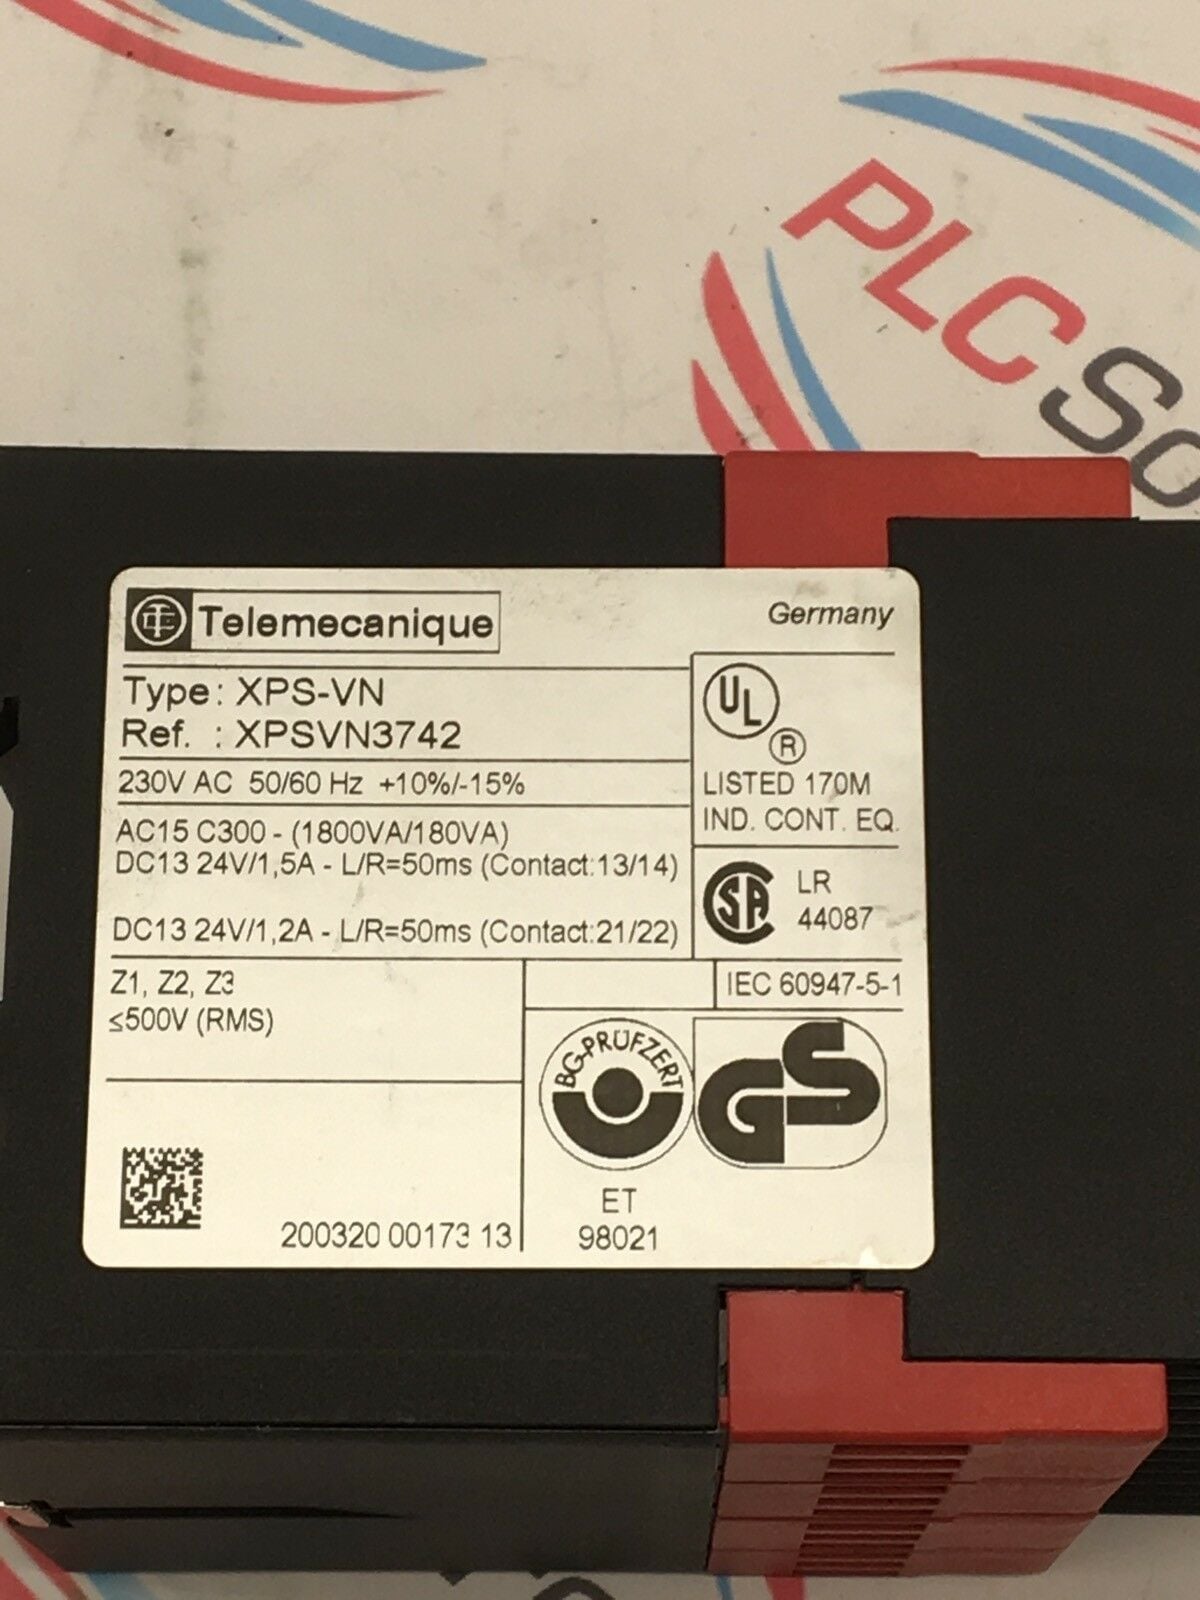 PLC So
Telemecanique
Germany
Type: XPS-VN
Ref. : XPSVN3742
230V AC 50/60 Hz +10%/-15%
AC15 C300 - (1800VA/180VA)
DC13 24V/1,5A - L/R=50ms (Contact:13/14)
DC13 24V/1,2A - L/R=50ms (Contact:21/22)
UL
®
LISTED 170M
IND. CONT. EQ.
SA
LR
44087
Z1, Z2, Z3
≤500V (RMS)
IEC 60947-5-1
BG-PRÜFZERT
GS
ET
98021
200320 00173 13